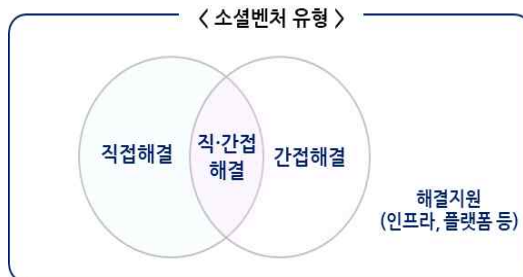 〈 소셜벤처 유형 〉
직접해결
직·간접
해결
간접해결
해결지원
(인프라, 플랫폼 등)